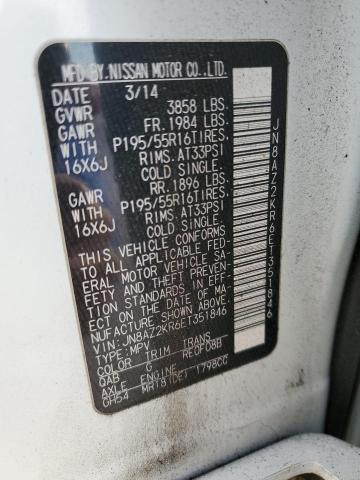 MFD BY NISSAN MOTOR CO., LTD.
DATE 3/14
GVWR 3858 LBS.
GAWR FR. 1984 LBS.
WITH P195/55R16TIRES,
16X6J RIMS, AT33PSI
COLD SINGLE.
GAWR RR. 1896 LBS.
WITH P195/55R16TIRES,
16X6J RIMS, AT33PSI
COLD SINGLE.
THIS VEHICLE CONFORMS
TO ALL APPLICABLE FED-
ERAL MOTOR VEHICLE SA-
FETY AND THEFT PREVEN-
TION STANDARDS IN EFFE-
CT ON THE DATE OF MA-
NUFACTURE SHOWN ABOVE.
JN8AZ2KR6ET351846
TYPE: MPV
COLOR TRIM TRANS
QAB G RE0F08B
AXLE ENGINE
GH54 MR18(DE) 1798CC
JN8AZ2KR6ET351846